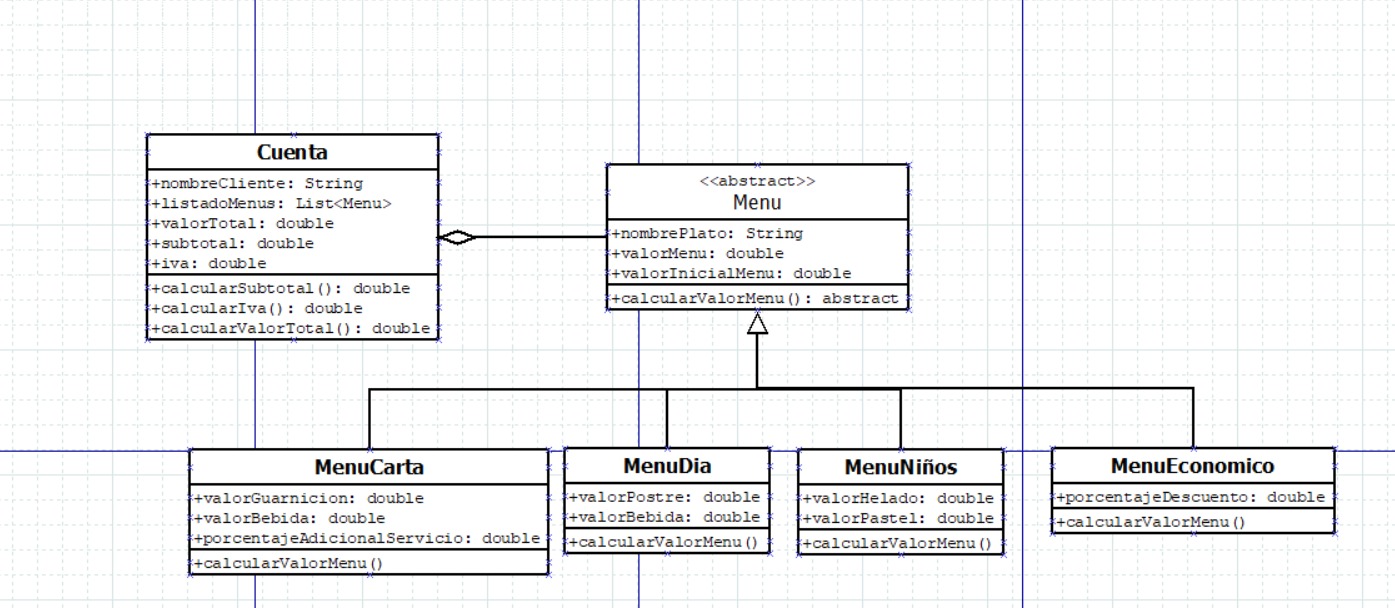 Cuenta
+nombreCliente: String
+listadoMenus: List<Menu>
+valorTotal: double
+subtotal: double
+iva: double
+calcularSubtotal(): double
+calcularIva(): double
+calcularValorTotal(): double
<<abstract>>
Menu
+nombrePlato: String
+valorMenu: double
+valorInicialMenu: double
+calcularValorMenu(): abstract
MenuCarta
+valorGuarnicion: double
+valorBebida: double
+porcentajeAdicionalServicio: double
+calcularValorMenu()
MenuDia
+valorPostre: double
+valorBebida: double
+calcularValorMenu()
MenuNiños
+valorHelado: double
+valorPastel: double
+calcularValorMenu()
MenuEconomico
+porcentajeDescuento: double
+calcularValorMenu()